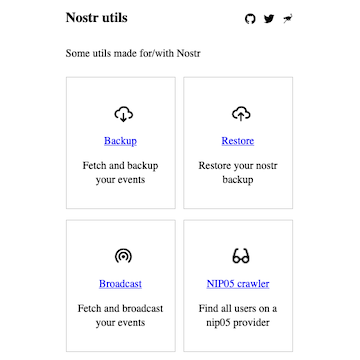 Nostr utils
Some utils made for/with Nostr
Backup
Fetch and backup
your events
Restore
Restore your nostr
backup
Broadcast
Fetch and broadcast
your events
NIP05 crawler
Find all users on a
nip05 provider